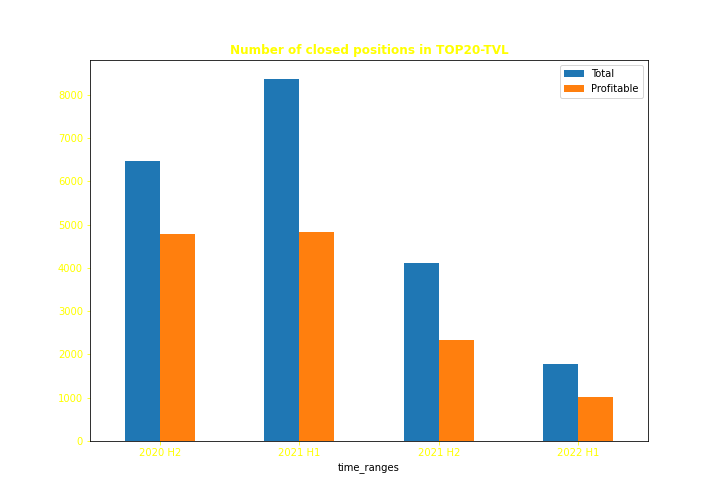 Number of closed positions in TOP20-TVL
Total
Profitable
8000
7000
6000
5000
4000
3000
2000
1000
0
2020 H2
2021 H1
2021 H2
2022 H1
time_ranges